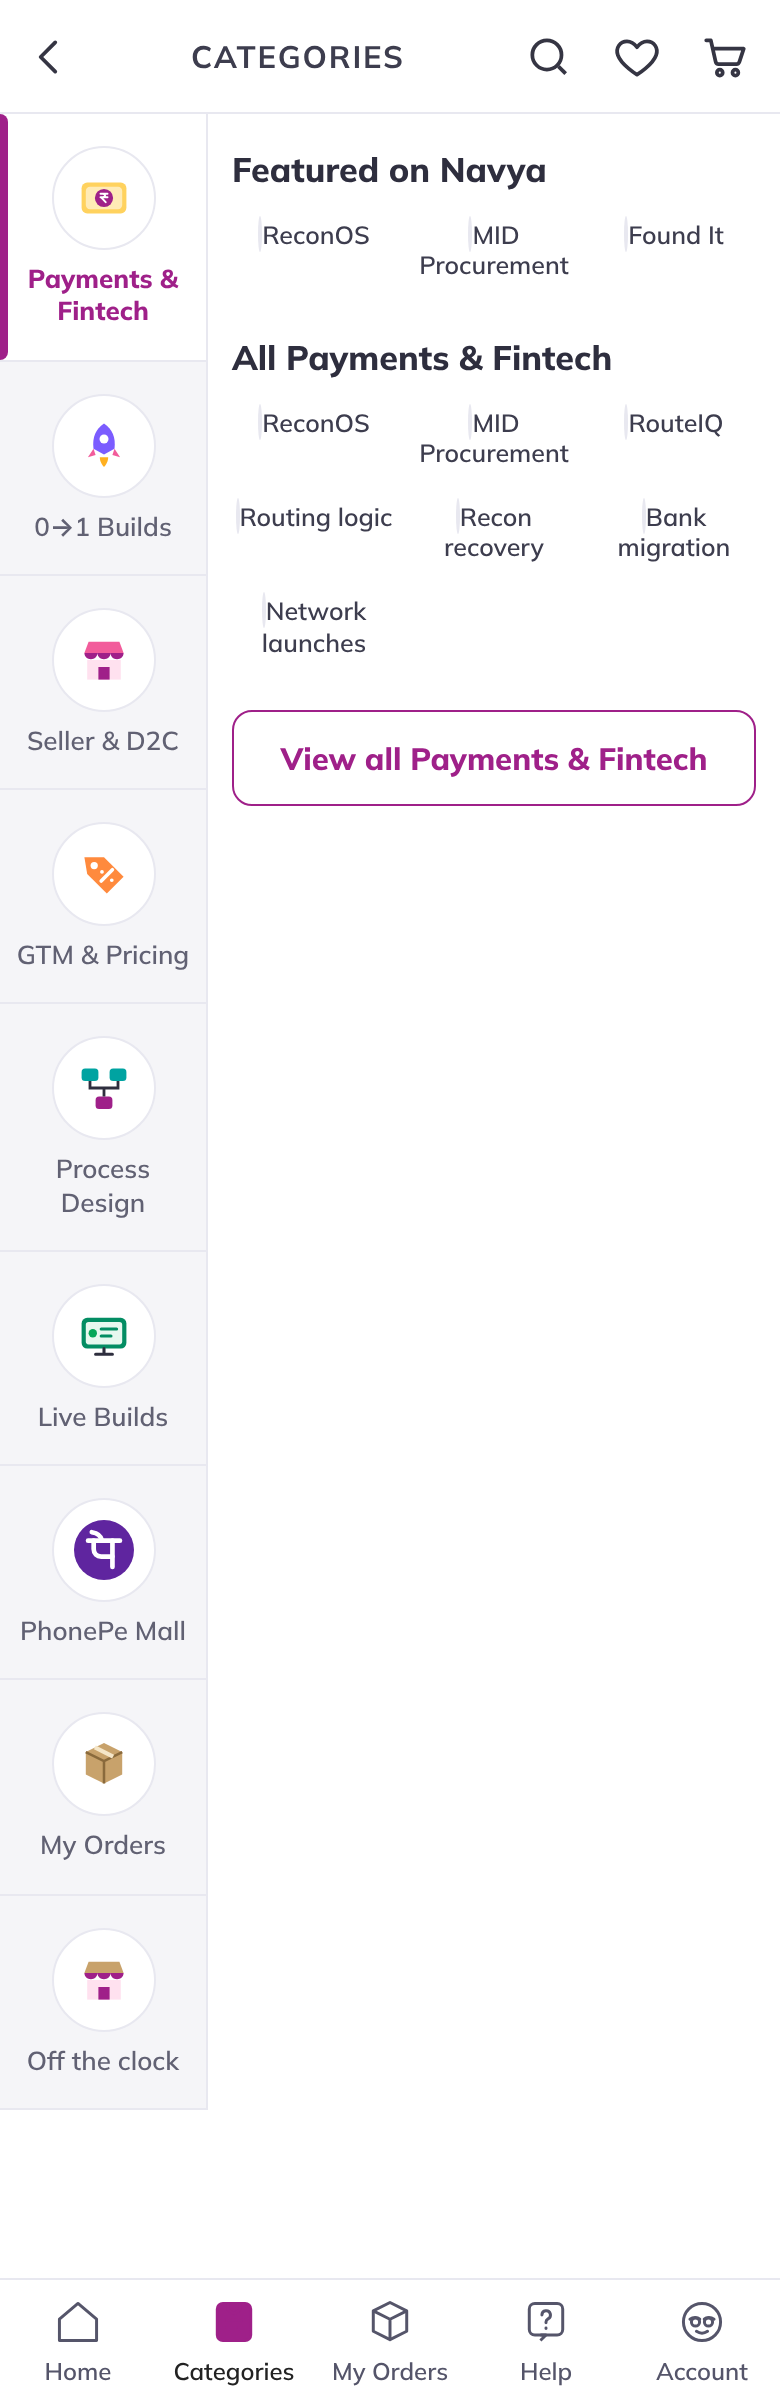 CATEGORIES
₹
Payments &
Fintech
0→1 Builds
Seller & D2C
GTM & Pricing
Process
Design
Live Builds
पे
PhonePe Mall
My Orders
Off the clock
Featured on Navya
ReconOS
MID
Procurement
Found It
All Payments & Fintech
ReconOS
MID
Procurement
RouteIQ
Routing logic
Recon
recovery
Bank
migration
Network
launches
View all Payments & Fintech
Home
Categories
My Orders
?
Help
Account